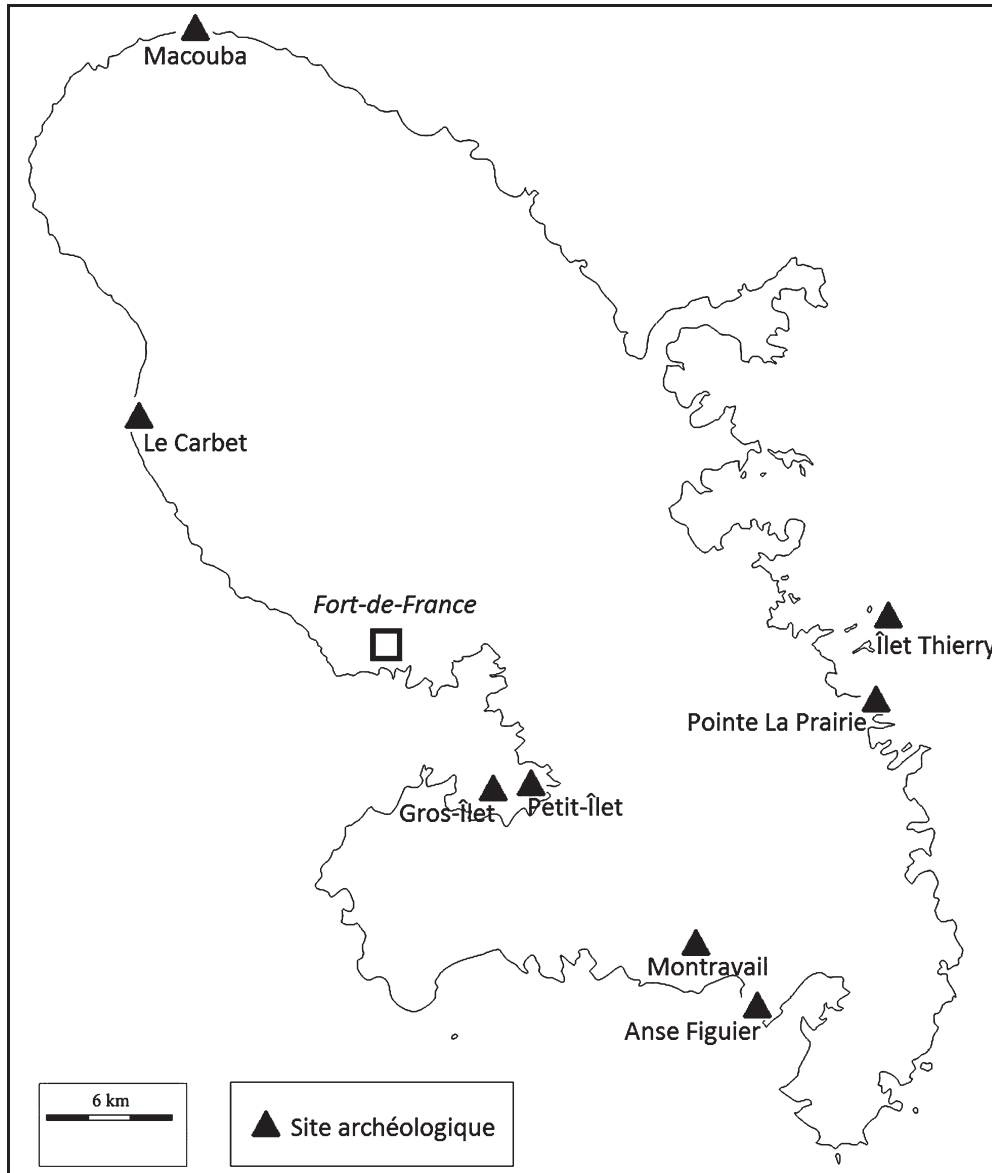 Macouba
Le Carbet
Fort-de-France
Îlet Thierry
Pointe La Prairie
Gros-Îlet
Petit-Îlet
Montravail
Anse Figuier
6 km
Site archéologique